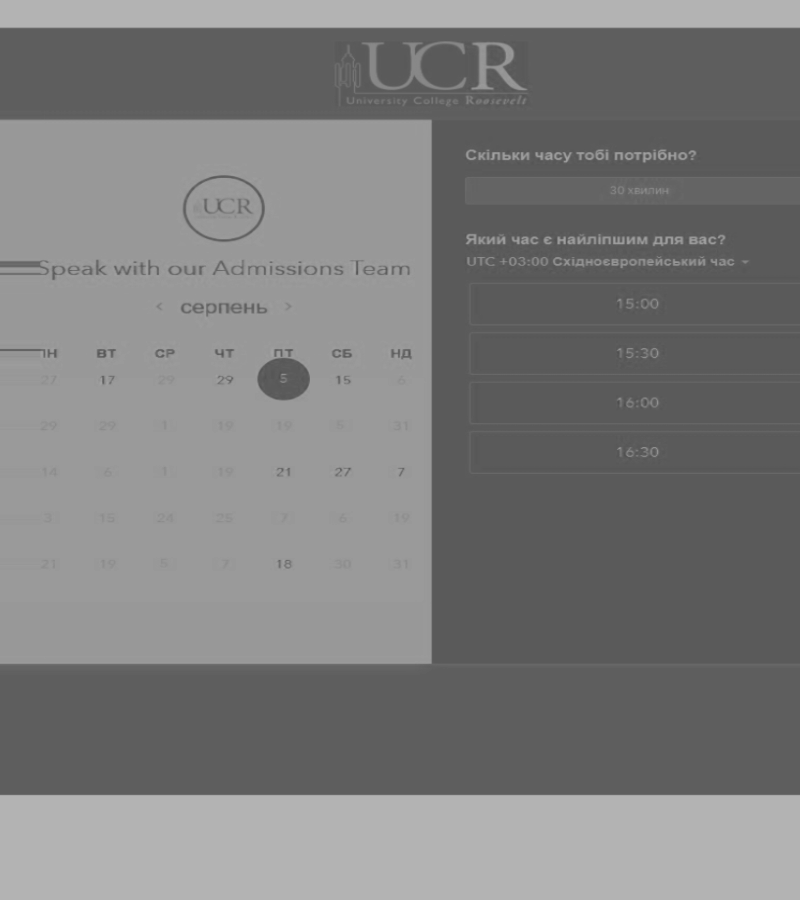 UCR
University College Roosevelt
UCR
Speak with our Admissions Team
‹ серпень ›
ПН ВТ СР ЧТ ПТ СБ НД
27 17 29 29 5 15 6
29 29 1 19 19 5 31
14 6 1 19 21 27 7
3 15 24 25 7 6 19
21 19 5 7 18 30 31
Скільки часу тобі потрібно?
30 хвилин
Який час є найліпшим для вас?
UTC +03:00 Східноєвропейський час
15:00
15:30
16:00
16:30